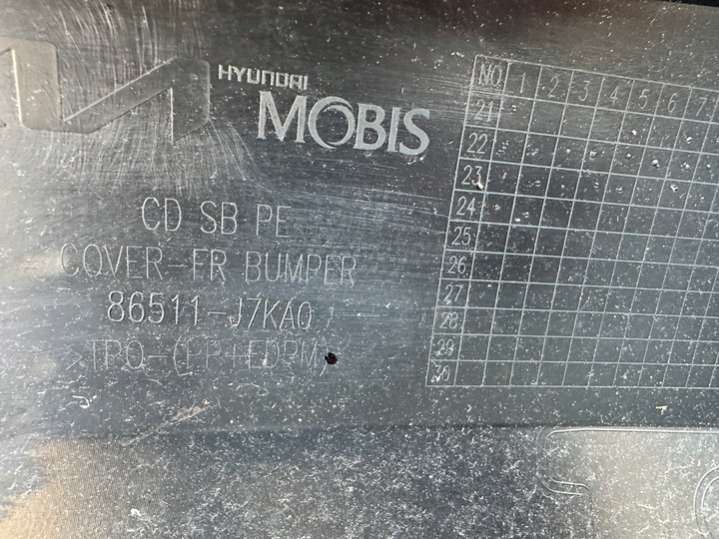 HYUNDAI
MOBIS
CD SB PE
COVER-FR BUMPER
86511-J7KA0
NO. 1 2 3 4 5 6 7
21
22
23
24
25
26
27
28
29
30